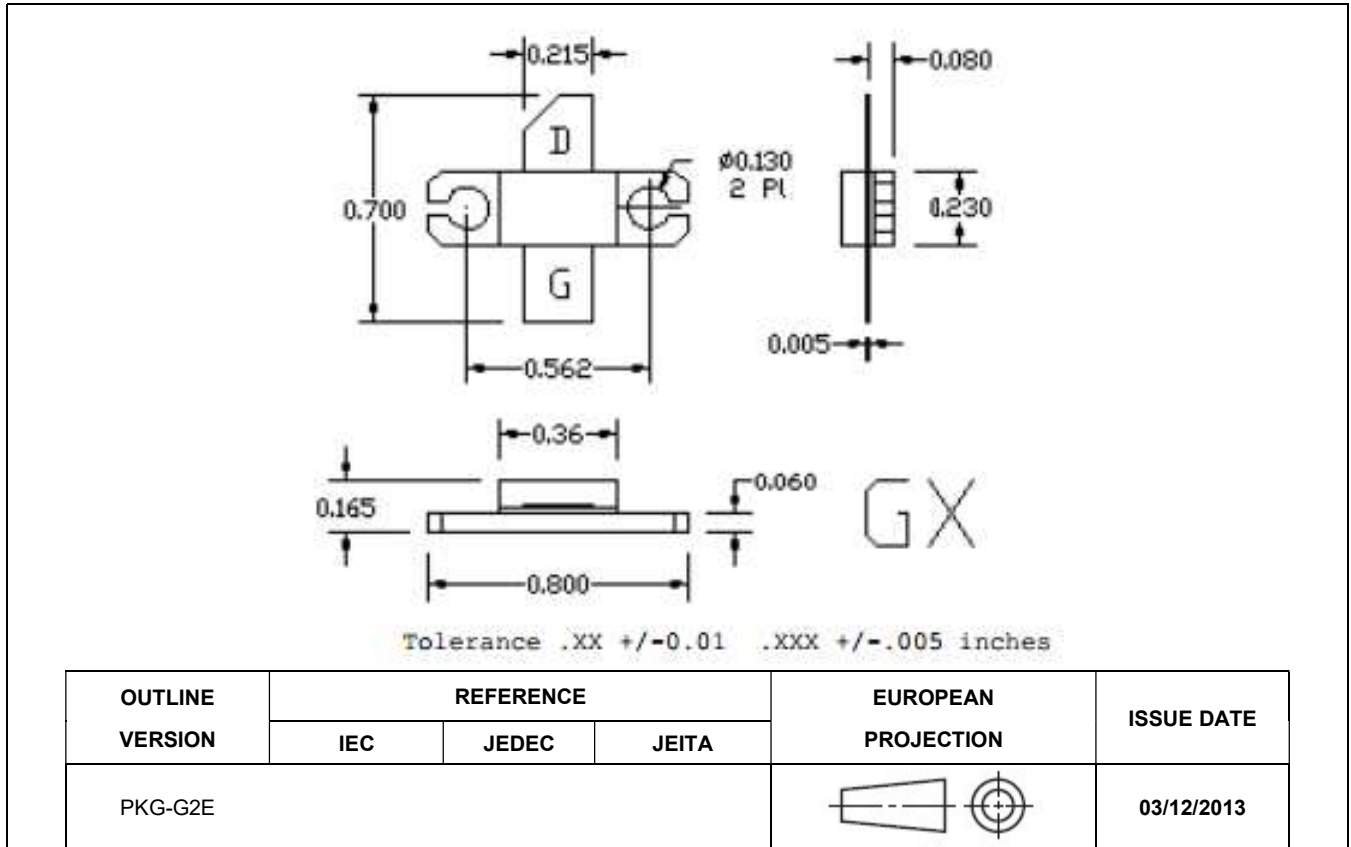 0.215
0.080
D
ø0.130
2 Pl
0.700
0.230
G
0.005
0.562
0.36
0.060
0.165
GX
0.800
Tolerance .XX +/-0.01 .XXX +/-.005 inches
OUTLINE VERSION
REFERENCE
EUROPEAN PROJECTION
ISSUE DATE
IEC
JEDEC
JEITA
PKG-G2E
03/12/2013